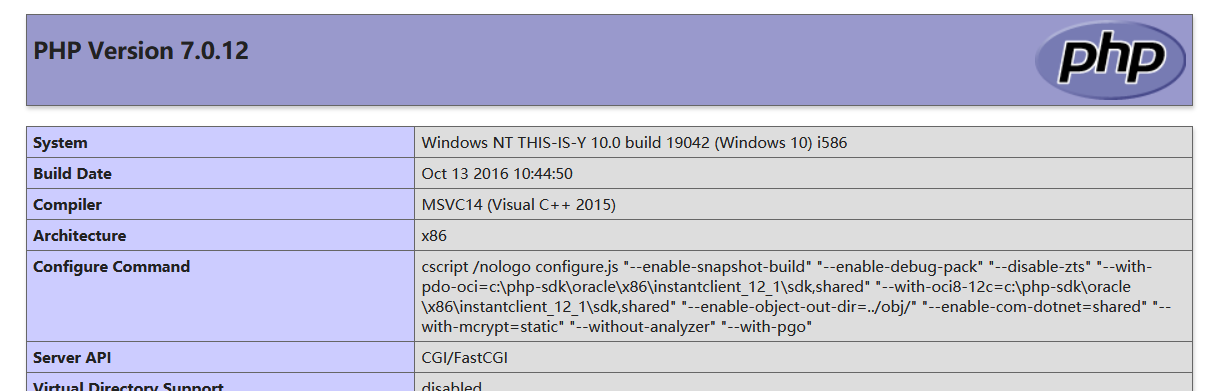 PHP Version 7.0.12
php
System Windows NT THIS-IS-Y 10.0 build 19042 (Windows 10) i586
Build Date Oct 13 2016 10:44:50
Compiler MSVC14 (Visual C++ 2015)
Architecture x86
Configure Command cscript /nologo configure.js "--enable-snapshot-build" "--enable-debug-pack" "--disable-zts" "--with-
pdo-oci=c:\php-sdk\oracle\x86\instantclient_12_1\sdk,shared" "--with-oci8-12c=c:\php-sdk\oracle
\x86\instantclient_12_1\sdk,shared" "--enable-object-out-dir=../obj/" "--enable-com-dotnet=shared" "--
with-mcrypt=static" "--without-analyzer" "--with-pgo"
Server API CGI/FastCGI
Virtual Directory Support disabled